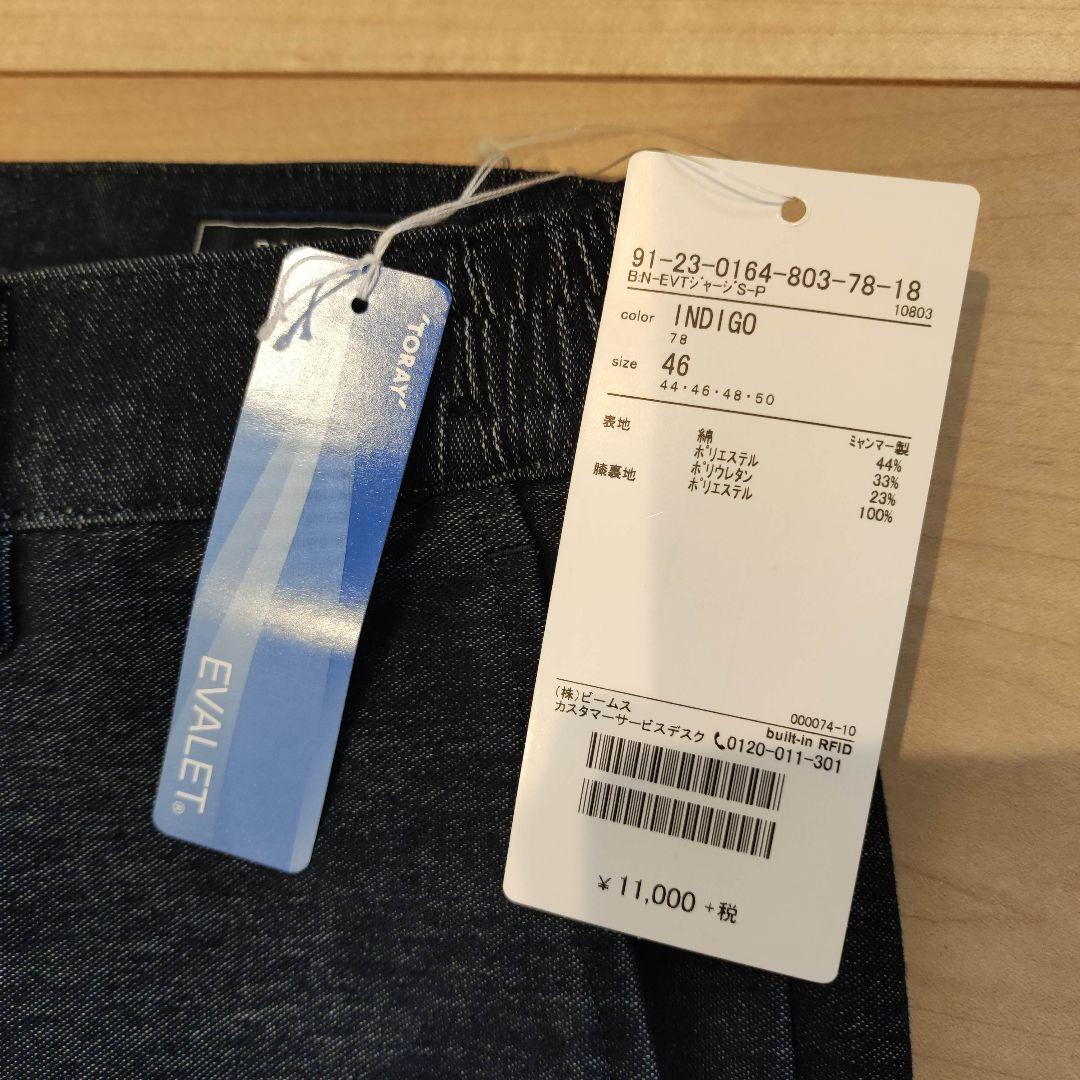 "TORAY"
EVALET®
91-23-0164-803-78-18
B:N-EVTジャージS-P 10803
color INDIGO
78
size 46
44・46・48・50
ミャンマー製
表地 綿 44%
ポリエステル 33%
ポリウレタン 23%
膝裏地 ポリエステル 100%
(株)ビームス 000074-10
built-in RFID
カスタマーサービスデスク 0120-011-301
¥ 11,000 +税